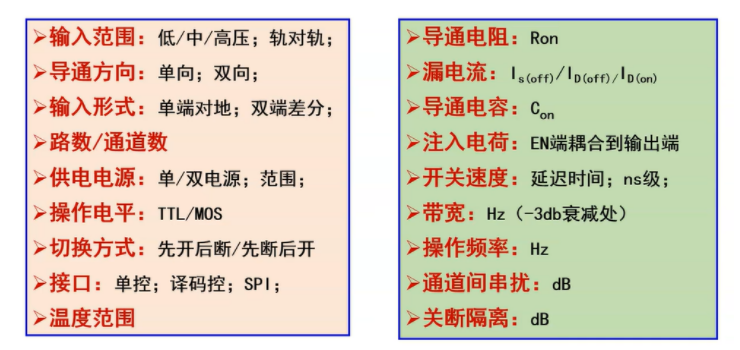 ➢输入范围：低/中/高压；轨对轨；
➢导通方向：单向；双向；
➢输入形式：单端对地；双端差分；
➢路数/通道数
➢供电电源：单/双电源；范围；
➢操作电平：TTL/MOS
➢切换方式：先开后断/先断后开
➢接口：单控；译码控；SPI；
➢温度范围
➢导通电阻：Ron
➢漏电流：Is(off)/ID(off)/ID(on)
➢导通电容：Con
➢注入电荷：EN端耦合到输出端
➢开关速度：延迟时间；ns级；
➢带宽：Hz（-3db衰减处）
➢操作频率：Hz
➢通道间串扰：dB
➢关断隔离：dB